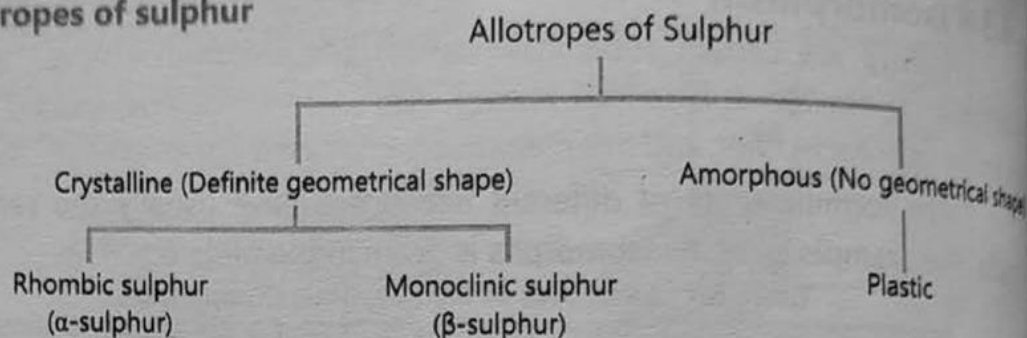 ropes of sulphur
Allotropes of Sulphur
Crystalline (Definite geometrical shape)
Amorphous (No geometrical shape
Rhombic sulphur
(α-sulphur)
Monoclinic sulphur
(β-sulphur)
Plastic